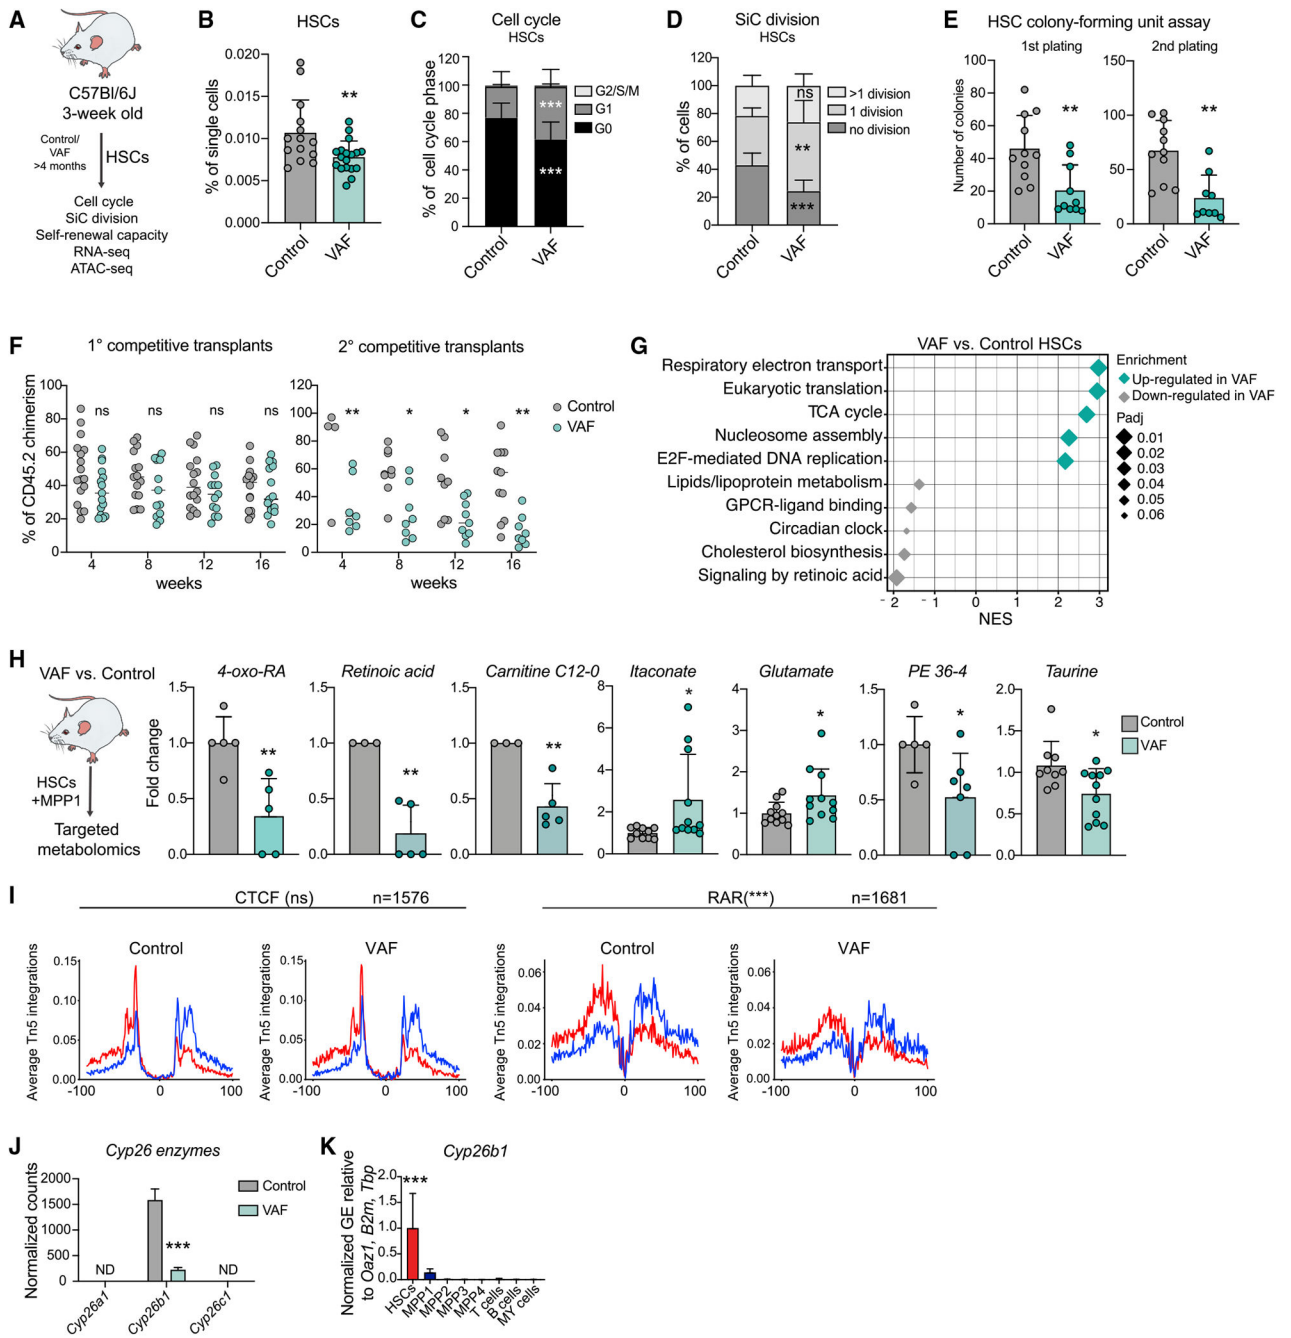 A
C57Bl/6J
3-week old
Control/
VAF
>4 months
HSCs
Cell cycle
SiC division
Self-renewal capacity
RNA-seq
ATAC-seq
B
HSCs
% of single cells
0.020
0.015
0.010
0.005
0.000
**
Control
VAF
C
Cell cycle
HSCs
% of cell cycle phase
120
100
80
60
40
20
0
***
***
G2/S/M
G1
G0
Control
VAF
D
SiC division
HSCs
% of cells
120
100
80
60
40
20
0
ns
**
***
>1 division
1 division
no division
Control
VAF
E
HSC colony-forming unit assay
1st plating
2nd plating
Number of colonies
100
80
60
40
20
0
**
Control
VAF
150
100
50
0
**
Control
VAF
F
1° competitive transplants
2° competitive transplants
% of CD45.2 chimerism
100
80
60
40
20
0
ns
ns
ns
ns
4
8
12
16
weeks
120
100
80
60
40
20
0
**
*
*
**
4
8
12
16
weeks
Control
VAF
G
VAF vs. Control HSCs
Respiratory electron transport
Eukaryotic translation
TCA cycle
Nucleosome assembly
E2F-mediated DNA replication
Lipids/lipoprotein metabolism
GPCR-ligand binding
Circadian clock
Cholesterol biosynthesis
Signaling by retinoic acid
-2
-1
0
1
2
3
NES
Enrichment
Up-regulated in VAF
Down-regulated in VAF
Padj
0.01
0.02
0.03
0.04
0.05
0.06
H
VAF vs. Control
HSCs
+MPP1
Targeted
metabolomics
Fold change
4-oxo-RA
1.5
1.0
0.5
0.0
**
Retinoic acid
1.5
1.0
0.5
0.0
**
Carnitine C12-0
1.5
1.0
0.5
0.0
**
Itaconate
8
6
4
2
0
*
Glutamate
4
3
2
1
0
*
PE 36-4
1.5
1.0
0.5
0.0
*
Taurine
2.0
1.5
1.0
0.5
0.0
*
Control
VAF
I
CTCF (ns)
n=1576
RAR(***)
n=1681
Control
Average Tn5 integrations
0.15
0.10
0.05
0.00
-100
0
100
VAF
Average Tn5 integrations
0.15
0.10
0.05
0.00
-100
0
100
Control
Average Tn5 integrations
0.06
0.04
0.02
0.00
-100
0
100
VAF
Average Tn5 integrations
0.06
0.04
0.02
0.00
-100
0
100
J
Cyp26 enzymes
Normalized counts
2000
1500
1000
500
0
ND
***
ND
Cyp26a1
Cyp26b1
Cyp26c1
Control
VAF
K
Cyp26b1
Normalized GE relative
to Oaz1, B2m, Tbp
2.0
1.5
1.0
0.5
0.0
***
HSCs
MPP1
MPP2
MPP3
MPP4
T cells
B cells
MY cells